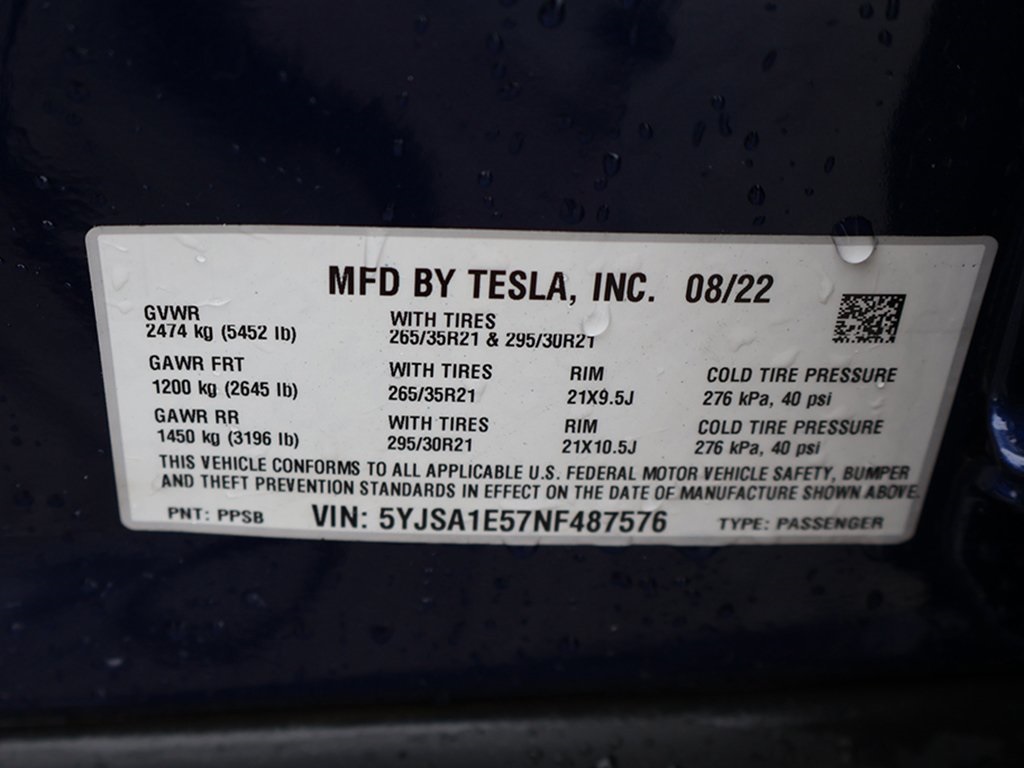 MFD BY TESLA, INC. 08/22
GVWR WITH TIRES
2474 kg (5452 lb) 265/35R21 & 295/30R21
GAWR FRT WITH TIRES RIM COLD TIRE PRESSURE
1200 kg (2645 lb) 265/35R21 21X9.5J 276 kPa, 40 psi
GAWR RR WITH TIRES RIM COLD TIRE PRESSURE
1450 kg (3196 lb) 295/30R21 21X10.5J 276 kPa, 40 psi
THIS VEHICLE CONFORMS TO ALL APPLICABLE U.S. FEDERAL MOTOR VEHICLE SAFETY, BUMPER
AND THEFT PREVENTION STANDARDS IN EFFECT ON THE DATE OF MANUFACTURE SHOWN ABOVE.
PNT: PPSB VIN: 5YJSA1E57NF487576 TYPE: PASSENGER